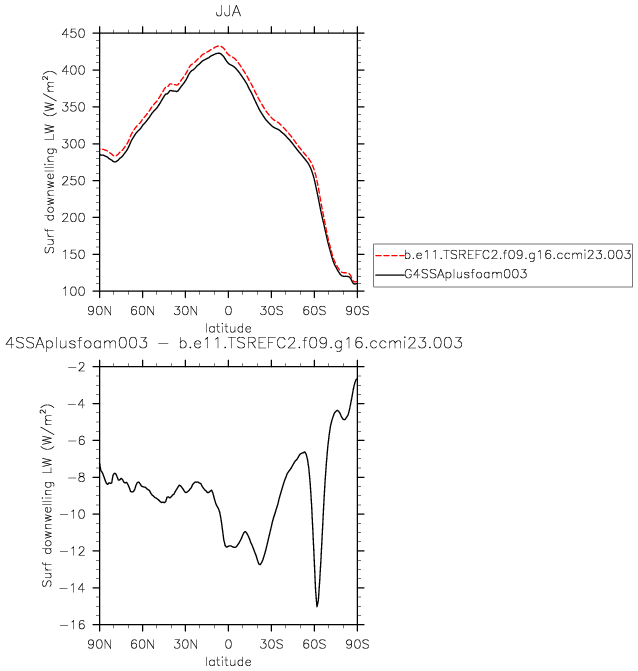 JJA
Surf downwelling LW (W/m²)
450
400
350
300
250
200
150
100
90N 60N 30N 0 30S 60S 90S
latitude
b.e11.TSREFC2.f09.g16.ccmi23.003
G4SSAplusfoam003
4SSAplusfoam003 − b.e11.TSREFC2.f09.g16.ccmi23.003
Surf downwelling LW (W/m²)
−2
−4
−6
−8
−10
−12
−14
−16
90N 60N 30N 0 30S 60S 90S
latitude